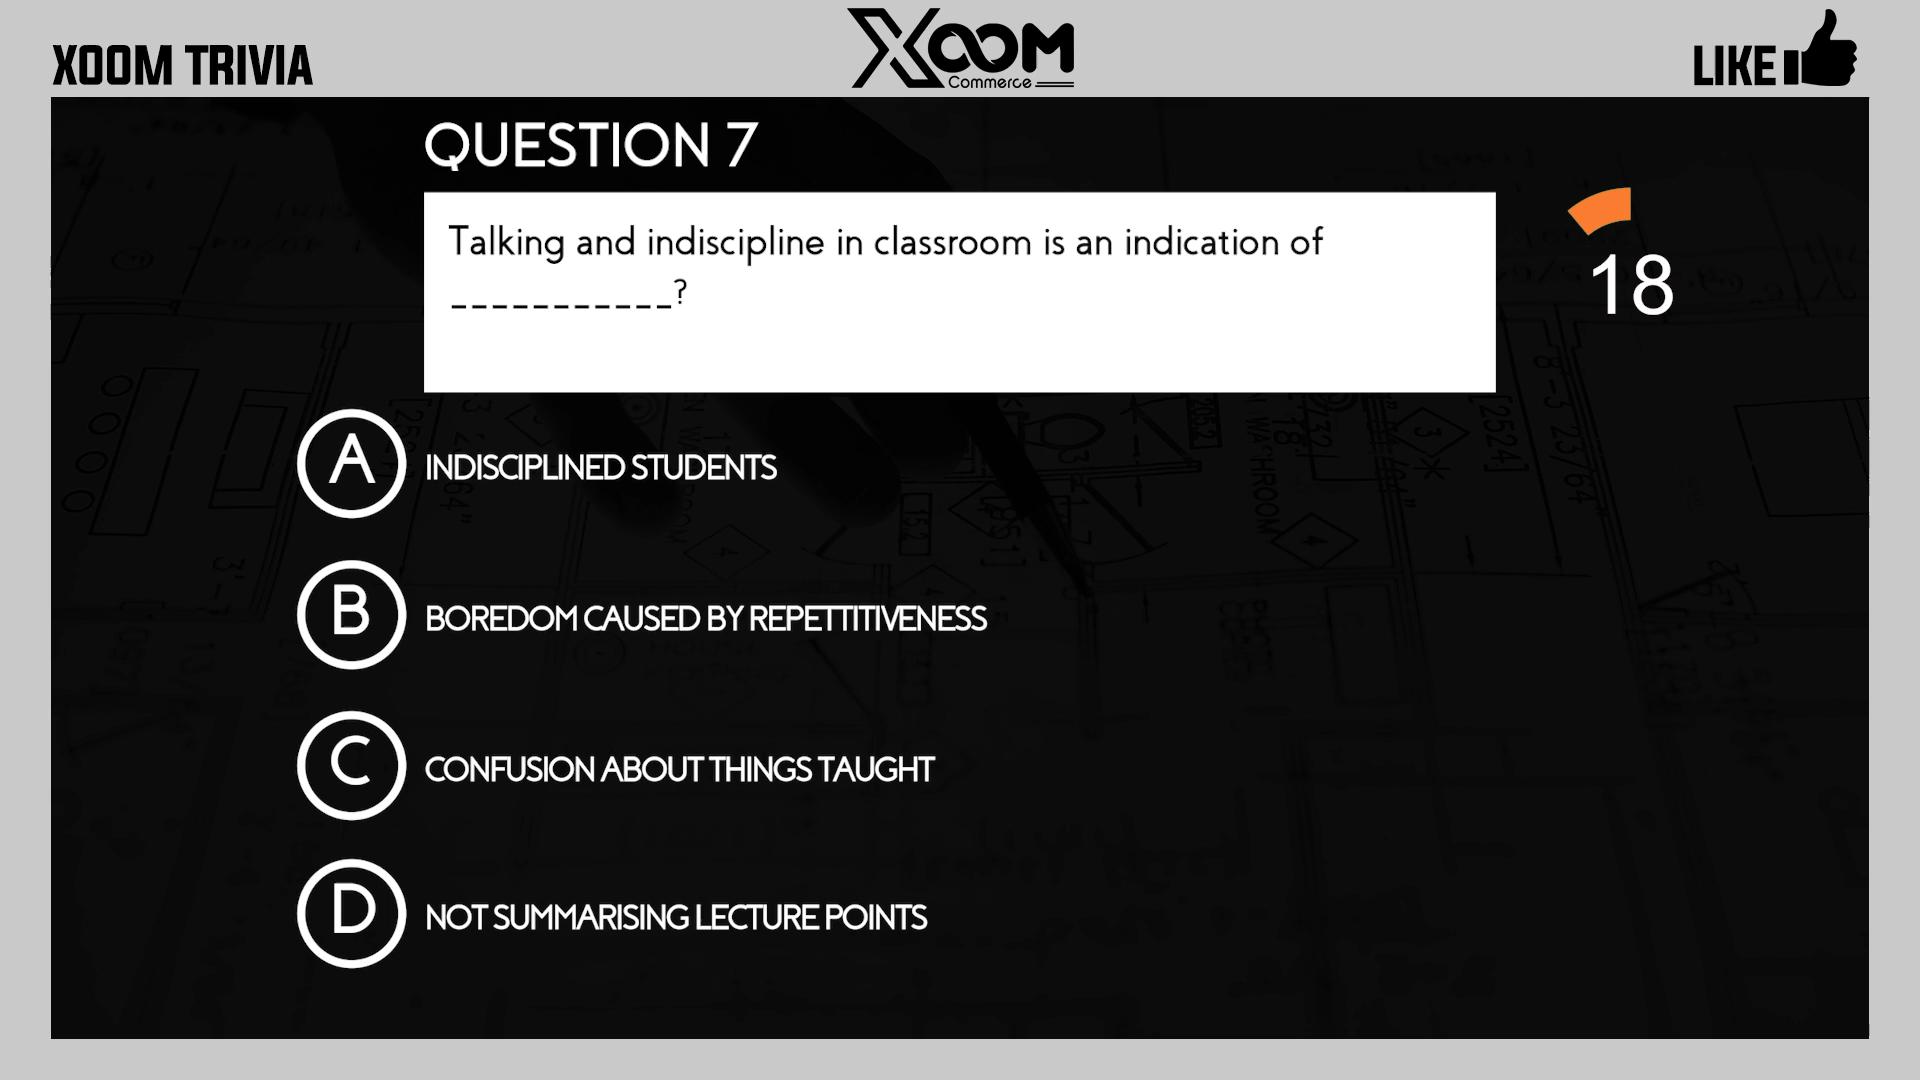 XOOM TRIVIA
XOOM
Commerce
LIKE
QUESTION 7
Talking and indiscipline in classroom is an indication of
___________?
18
A
INDISCIPLINED STUDENTS
B
BOREDOM CAUSED BY REPETTITIVENESS
C
CONFUSION ABOUT THINGS TAUGHT
D
NOT SUMMARISING LECTURE POINTS